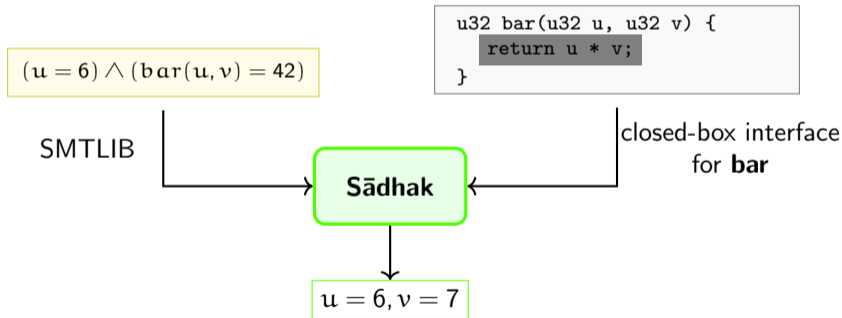 u32 bar(u32 u, u32 v) {
return u * v;
}
(u = 6) ∧ (bar(u, v) = 42)
SMTLIB
closed-box interface
for bar
Sādhak
u = 6, v = 7